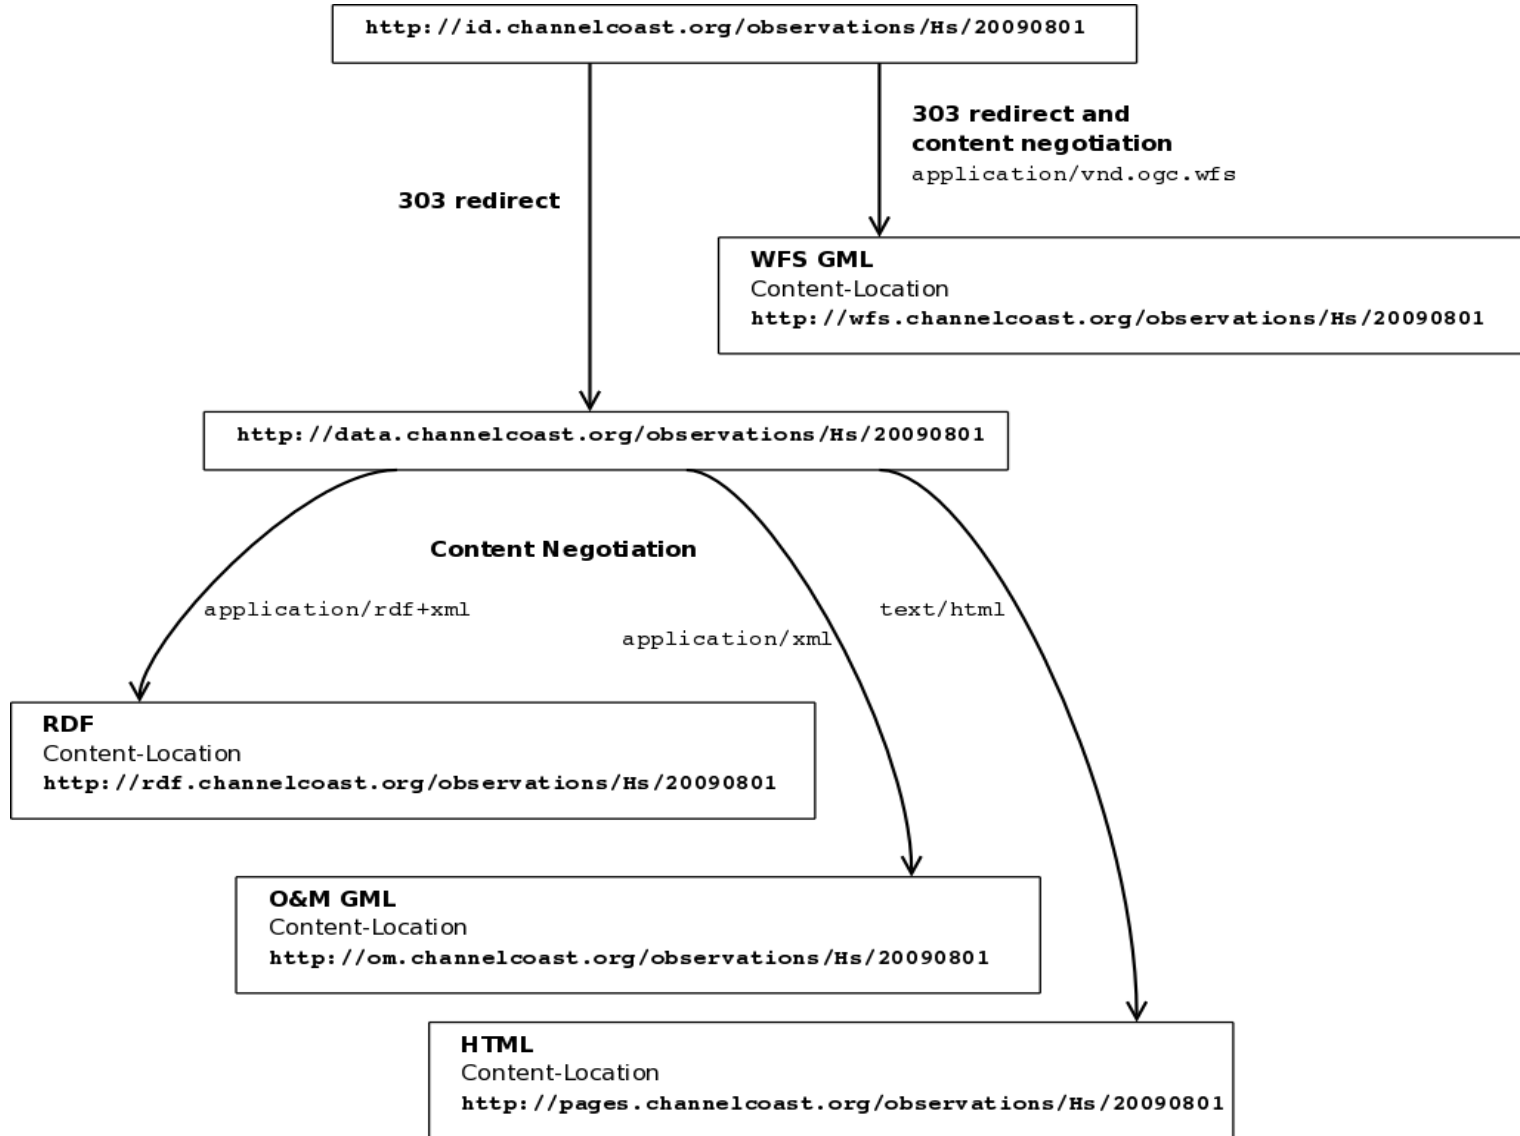 http://id.channelcoast.org/observations/Hs/20090801
303 redirect and
content negotiation
application/vnd.ogc.wfs
303 redirect
WFS GML
Content-Location
http://wfs.channelcoast.org/observations/Hs/20090801
http://data.channelcoast.org/observations/Hs/20090801
Content Negotiation
application/rdf+xml
text/html
application/xml
RDF
Content-Location
http://rdf.channelcoast.org/observations/Hs/20090801
O&M GML
Content-Location
http://om.channelcoast.org/observations/Hs/20090801
HTML
Content-Location
http://pages.channelcoast.org/observations/Hs/20090801